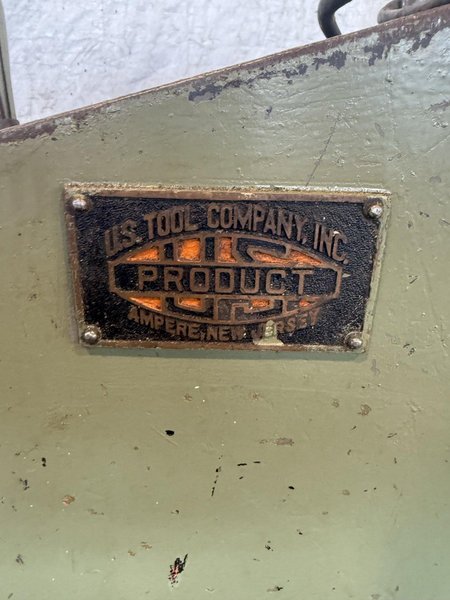 U.S. TOOL COMPANY, INC.
PRODUCT
AMPERE, NEW JERSEY